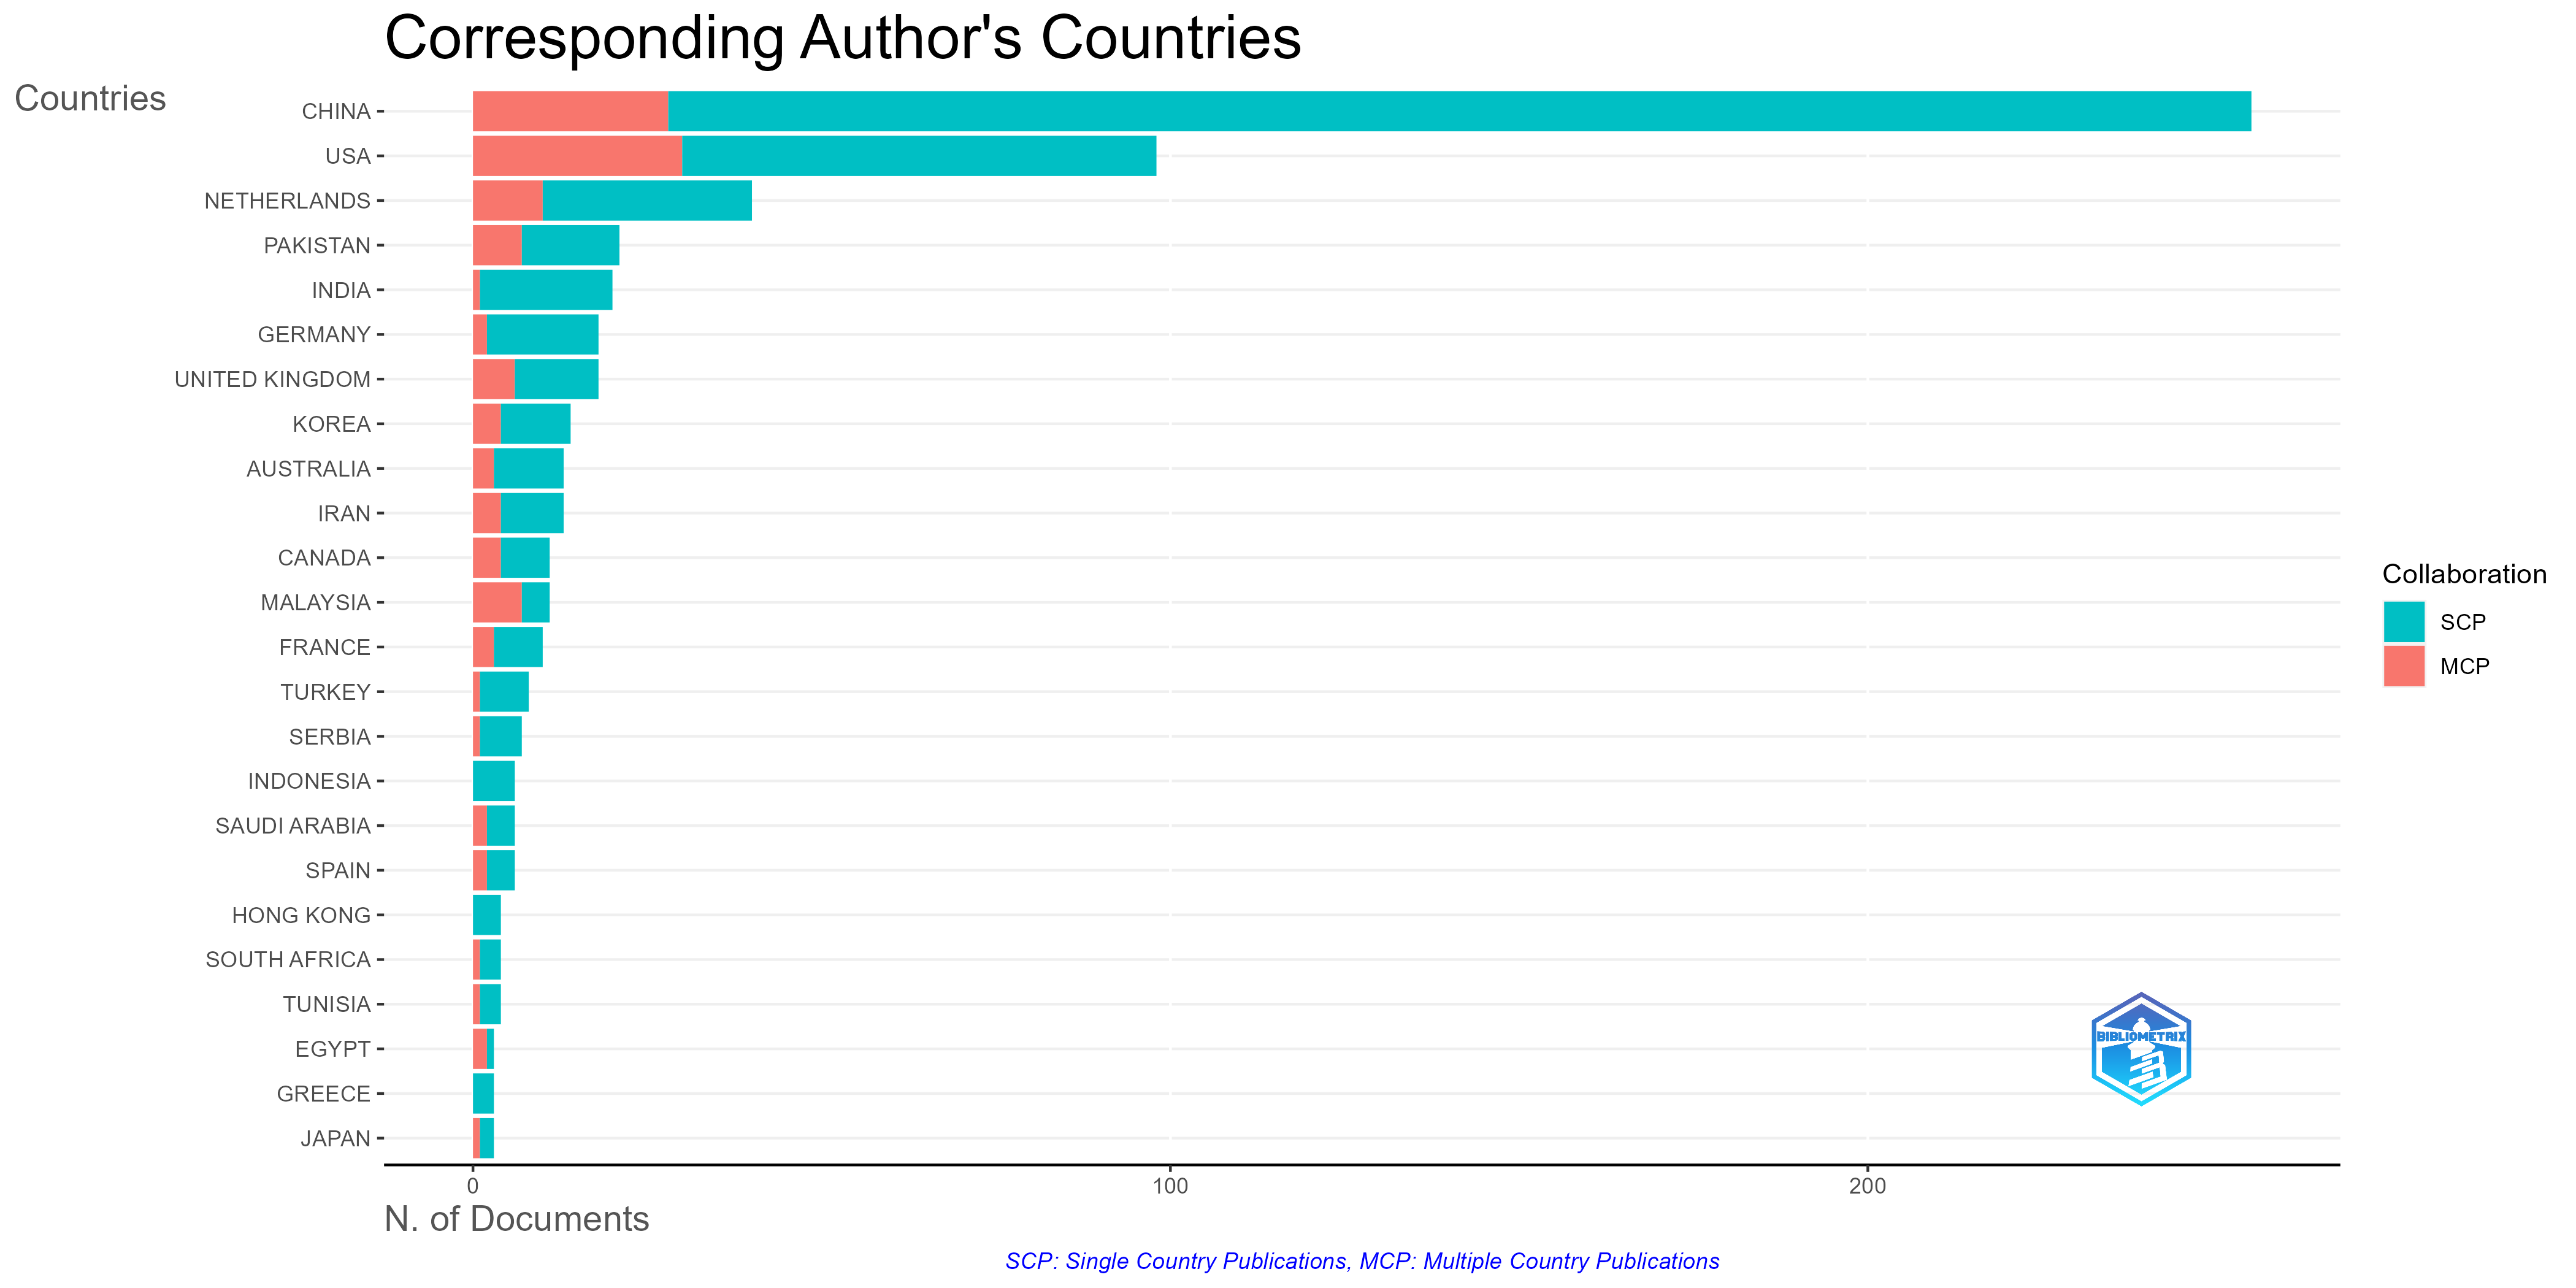 Corresponding Author's Countries
Countries
CHINA
USA
NETHERLANDS
PAKISTAN
INDIA
GERMANY
UNITED KINGDOM
KOREA
AUSTRALIA
IRAN
CANADA
MALAYSIA
FRANCE
TURKEY
SERBIA
INDONESIA
SAUDI ARABIA
SPAIN
HONG KONG
SOUTH AFRICA
TUNISIA
EGYPT
GREECE
JAPAN
0 100 200
N. of Documents
Collaboration
SCP
MCP
BIBLIOMETRIX
SCP: Single Country Publications, MCP: Multiple Country Publications